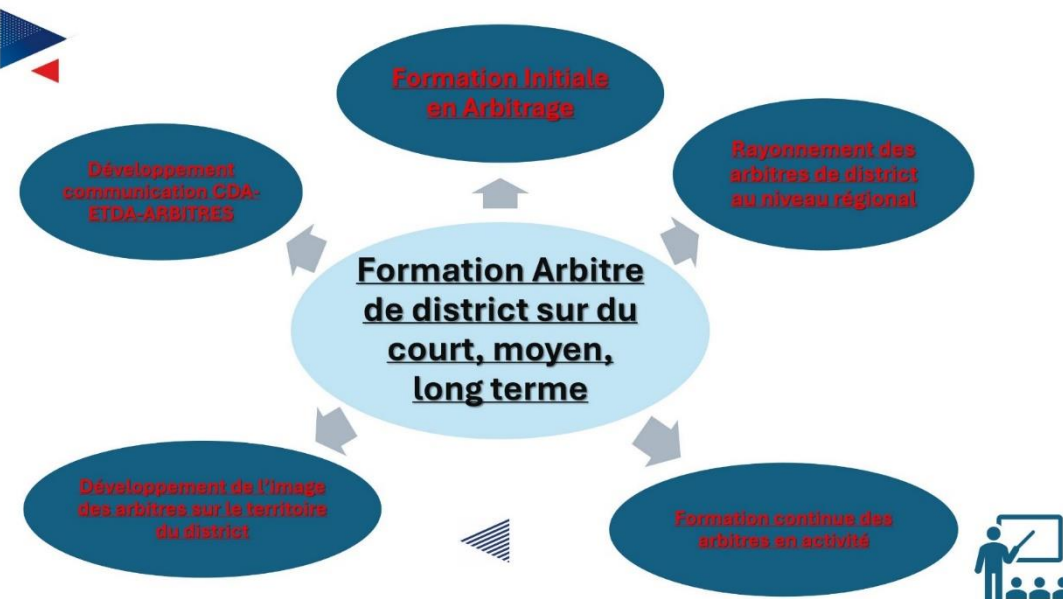 Formation Initiale
en Arbitrage
Développement
communication CDA-
ETDA-ARBITRES
Rayonnement des
arbitres de district
au niveau régional
Formation Arbitre
de district sur du
court, moyen,
long terme
Développement de l'image
des arbitres sur le territoire
du district
Formation continue des
arbitres en activité